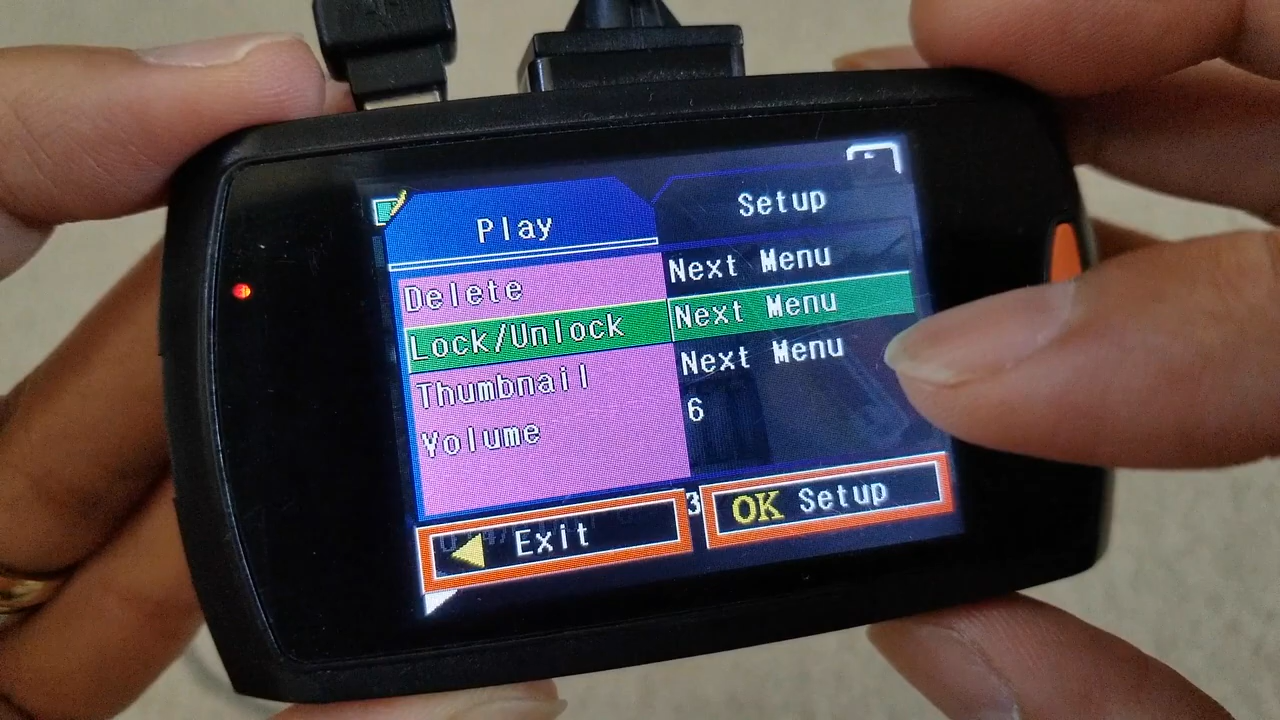 Play Setup
Delete Next Menu
Lock/Unlock Next Menu
Thumbnail Next Menu
Volume 6
3
Exit OK Setup